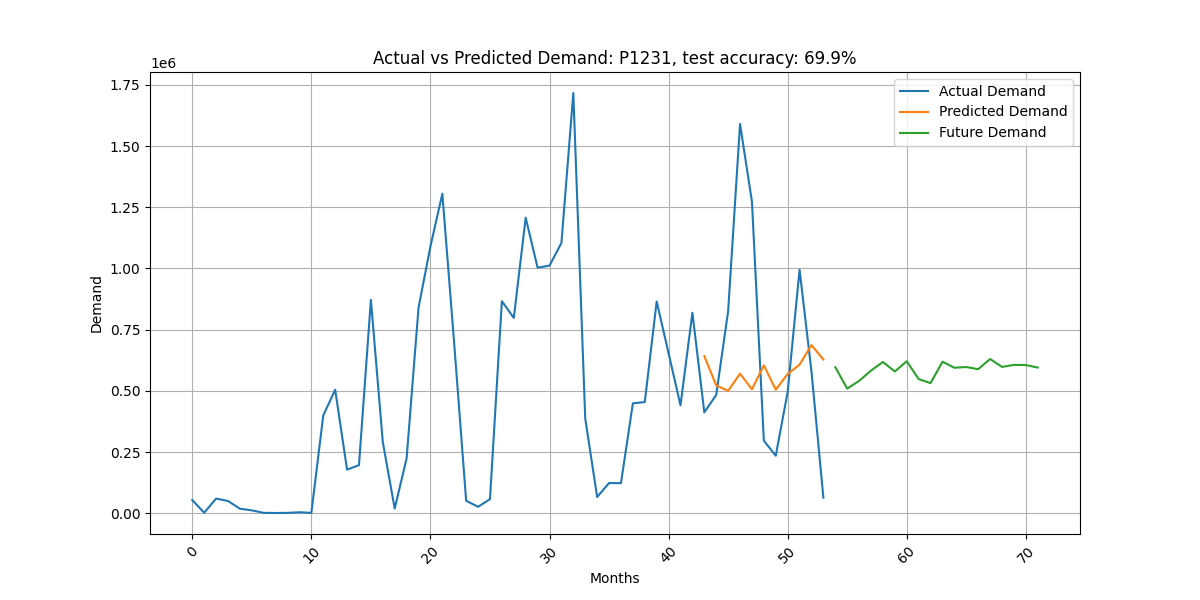 Actual vs Predicted Demand: P1231, test accuracy: 69.9%
1e6
1.75
1.50
1.25
1.00
0.75
0.50
0.25
0.00
Demand
Actual Demand
Predicted Demand
Future Demand
0 10 20 30 40 50 60 70
Months